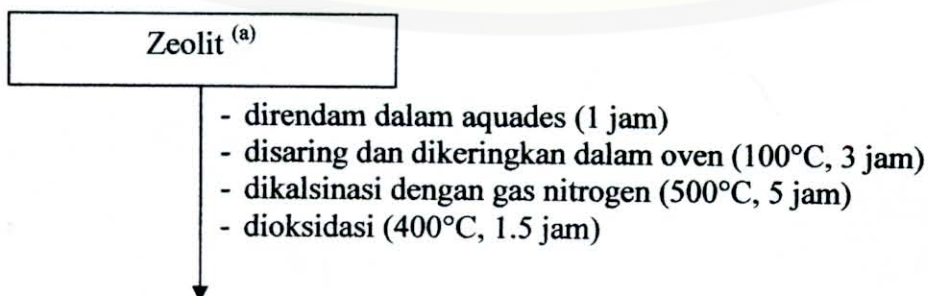 Zeolit (a)
- direndam dalam aquades (1 jam)
- disaring dan dikeringkan dalam oven (100°C, 3 jam)
- dikalsinasi dengan gas nitrogen (500°C, 5 jam)
- dioksidasi (400°C, 1.5 jam)